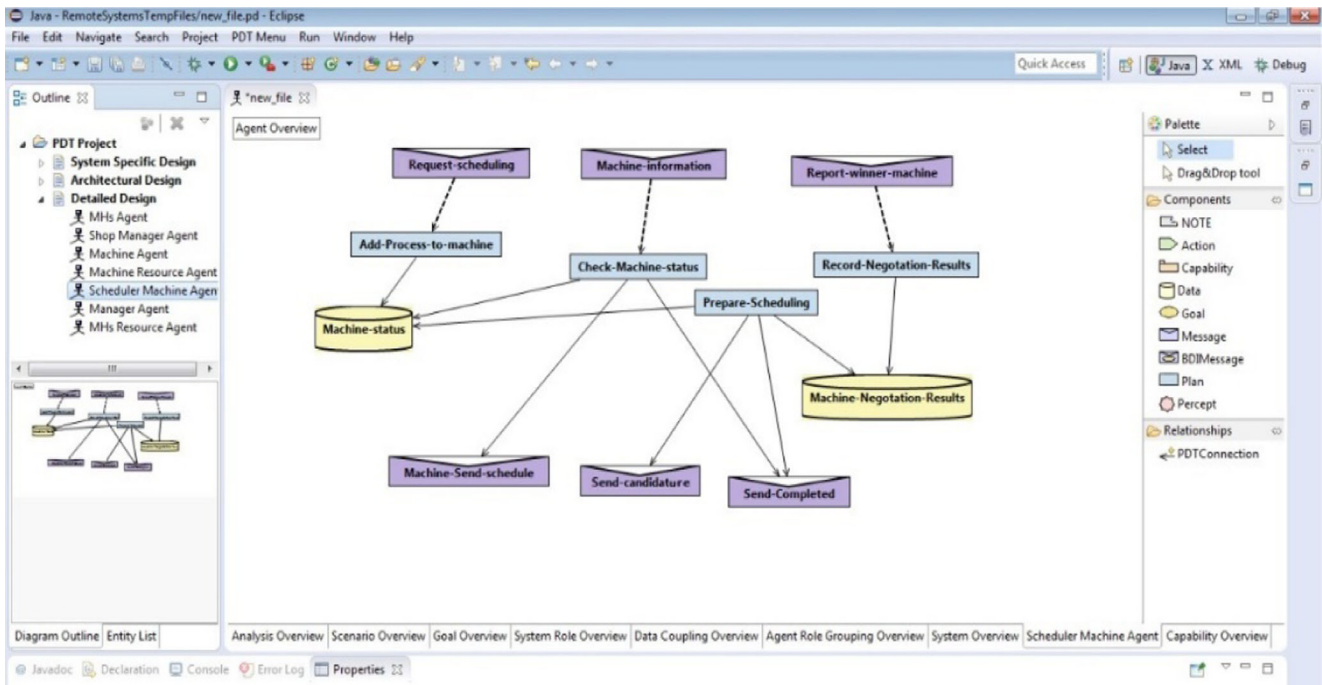 Java - RemoteSystemsTempFiles/new_file.pd - Eclipse
File Edit Navigate Search Project PDT Menu Run Window Help
Quick Access
Java
XML
Debug
Outline
*new_file
PDT Project
System Specific Design
Architectural Design
Detailed Design
MHs Agent
Shop Manager Agent
Machine Agent
Machine Resource Agent
Scheduler Machine Agen
Manager Agent
MHs Resource Agent
Agent Overview
Request-scheduling
Machine-information
Report-winner-machine
Add-Process-to-machine
Check-Machine-status
Record-Negotation-Results
Prepare-Scheduling
Machine-status
Machine-Negotation-Results
Machine-Send-schedule
Send-candidature
Send-Completed
Palette
Select
Drag&Drop tool
Components
NOTE
Action
Capability
Data
Goal
Message
BDIMessage
Plan
Percept
Relationships
PDTConnection
Diagram Outline Entity List
Analysis Overview Scenario Overview Goal Overview System Role Overview Data Coupling Overview Agent Role Grouping Overview System Overview Scheduler Machine Agent Capability Overview
Javadoc Declaration Console Error Log Properties